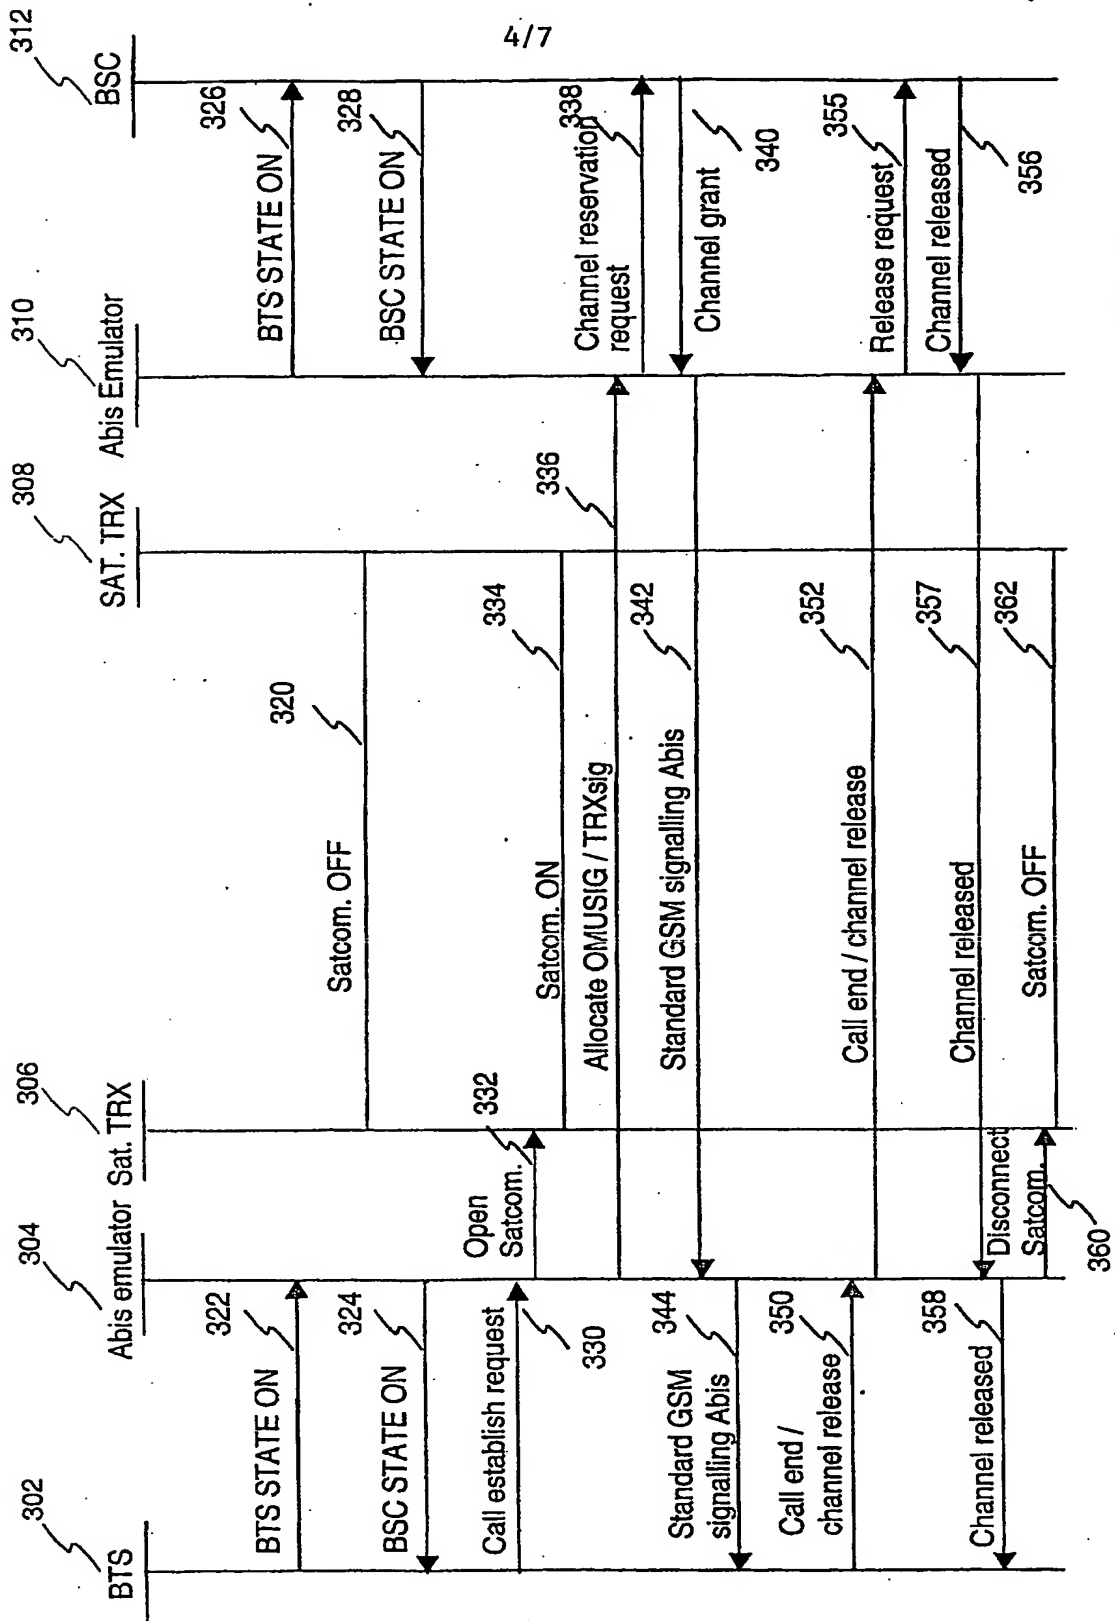 4/7
302
BTS
304
Abis emulator
306
Sat. TRX
308
SAT. TRX
310
Abis Emulator
312
BSC
BTS STATE ON
322
BTS STATE ON
326
Satcom. OFF
320
BSC STATE ON
324
BSC STATE ON
328
Call establish request
330
Open
Satcom.
332
Satcom. ON
334
Allocate OMUSIG / TRXsig
336
Channel reservation
request
338
Channel grant
340
Standard GSM signalling Abis
342
Standard GSM
signalling Abis
344
Call end /
channel release
350
Call end / channel release
352
Release request
355
Channel released
356
Channel released
357
Channel released
358
Disconnect
Satcom.
360
Satcom. OFF
362